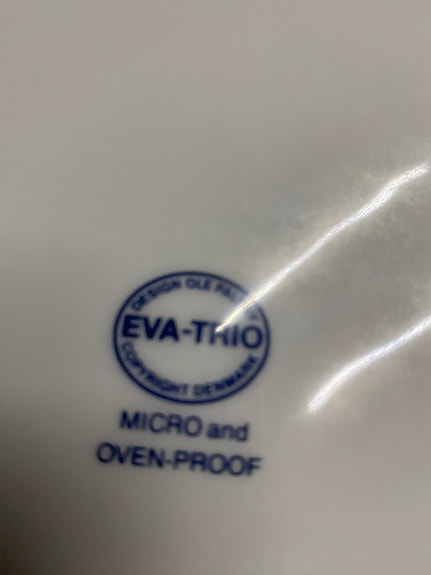 DESIGN OLE
EVA-TRIO
COPYRIGHT DENMARK
MICRO and
OVEN-PROOF